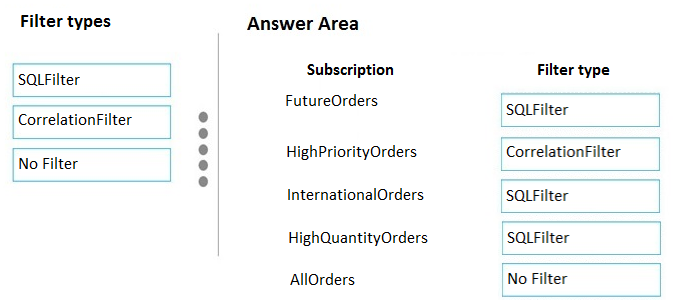 Filter types
SQLFilter
CorrelationFilter
No Filter
Answer Area
Subscription Filter type
FutureOrders SQLFilter
HighPriorityOrders CorrelationFilter
InternationalOrders SQLFilter
HighQuantityOrders SQLFilter
AllOrders No Filter